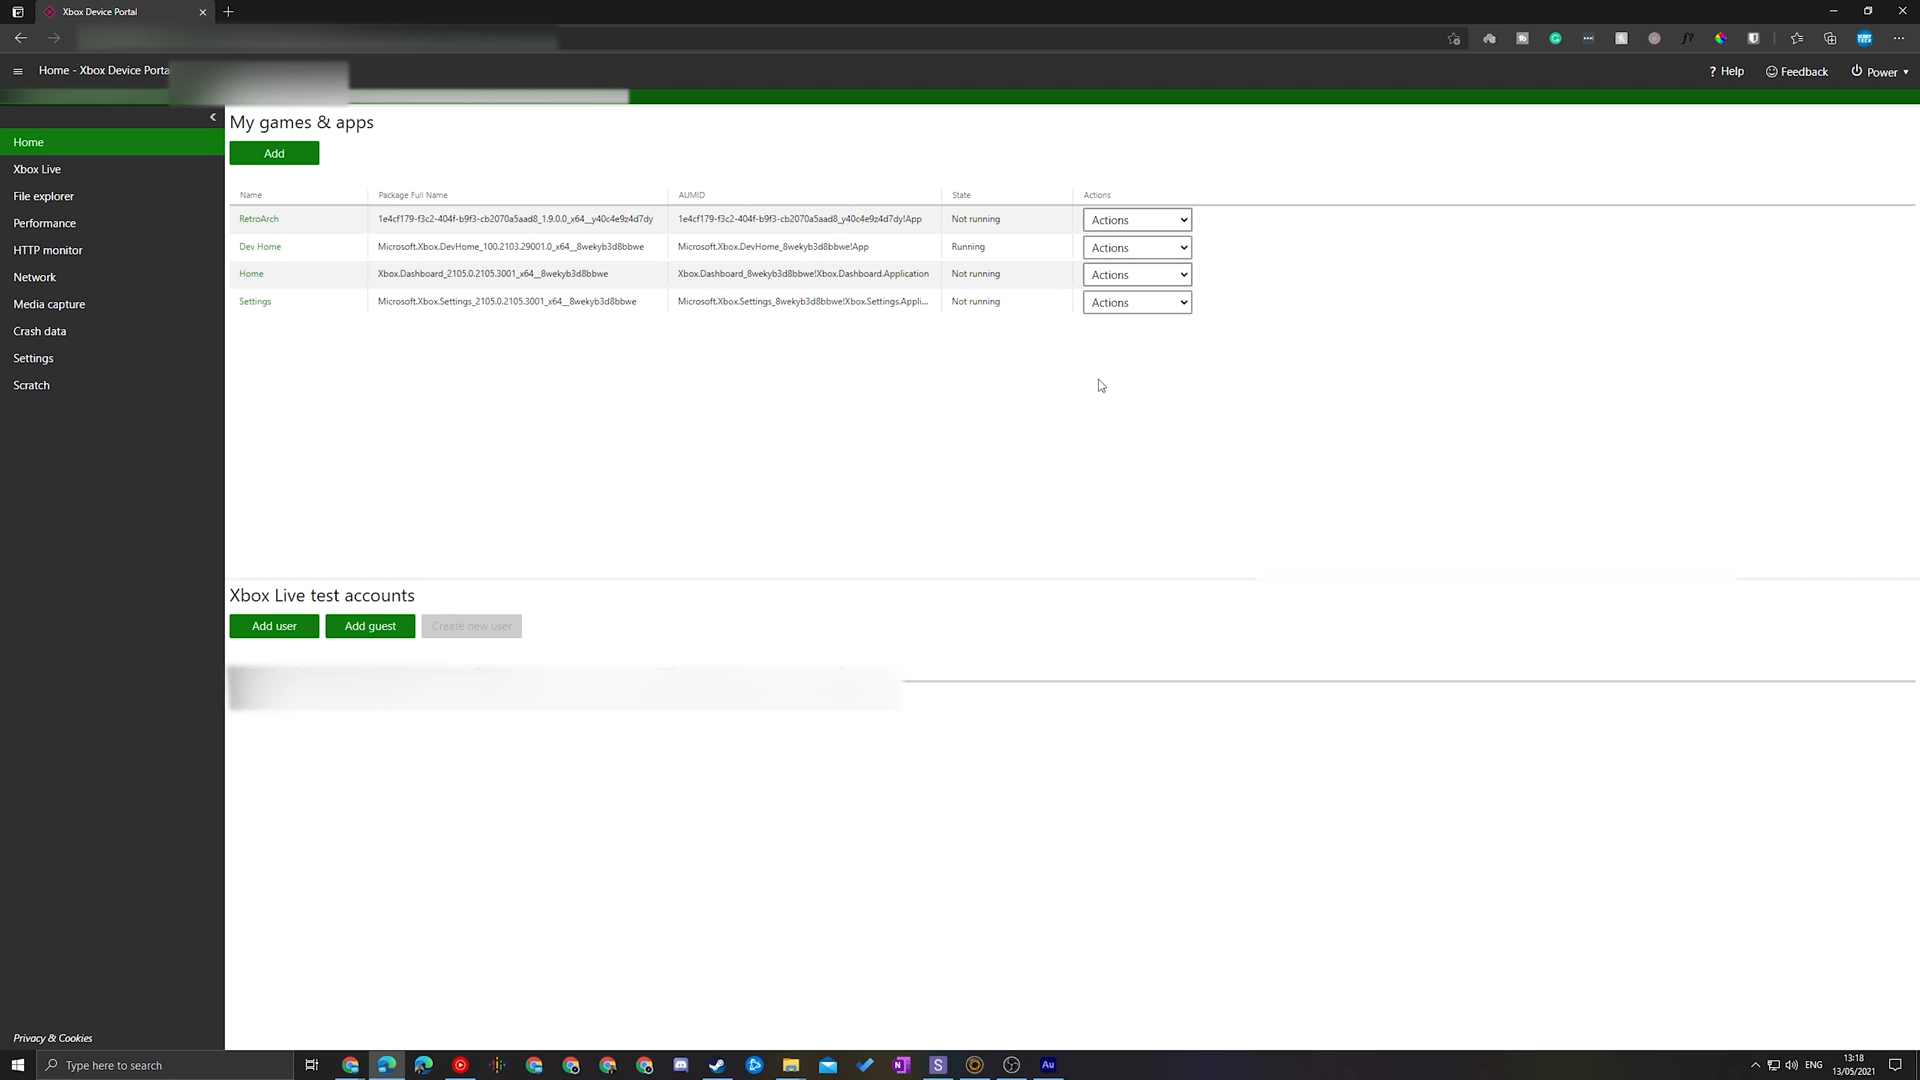 Xbox Device Portal
Home - Xbox Device Porta
? Help
Feedback
Power
Home
Xbox Live
File explorer
Performance
HTTP monitor
Network
Media capture
Crash data
Settings
Scratch
My games & apps
Add
Name Package Full Name AUMID State Actions
RetroArch 1e4cf179-f3c2-404f-b9f3-cb2070a5aad8_1.9.0.0_x64__y40c4e9z4d7dy 1e4cf179-f3c2-404f-b9f3-cb2070a5aad8_y40c4e9z4d7dy!App Not running Actions
Dev Home Microsoft.Xbox.DevHome_100.2103.29001.0_x64__8wekyb3d8bbwe Microsoft.Xbox.DevHome_8wekyb3d8bbwe!App Running Actions
Home Xbox.Dashboard_2105.0.2105.3001_x64__8wekyb3d8bbwe Xbox.Dashboard_8wekyb3d8bbwe!Xbox.Dashboard.Application Not running Actions
Settings Microsoft.Xbox.Settings_2105.0.2105.3001_x64__8wekyb3d8bbwe Microsoft.Xbox.Settings_8wekyb3d8bbwe!Xbox.Settings.Appli... Not running Actions
Xbox Live test accounts
Add user Add guest Create new user
Privacy & Cookies
Type here to search
ENG
13:18
13/05/2021